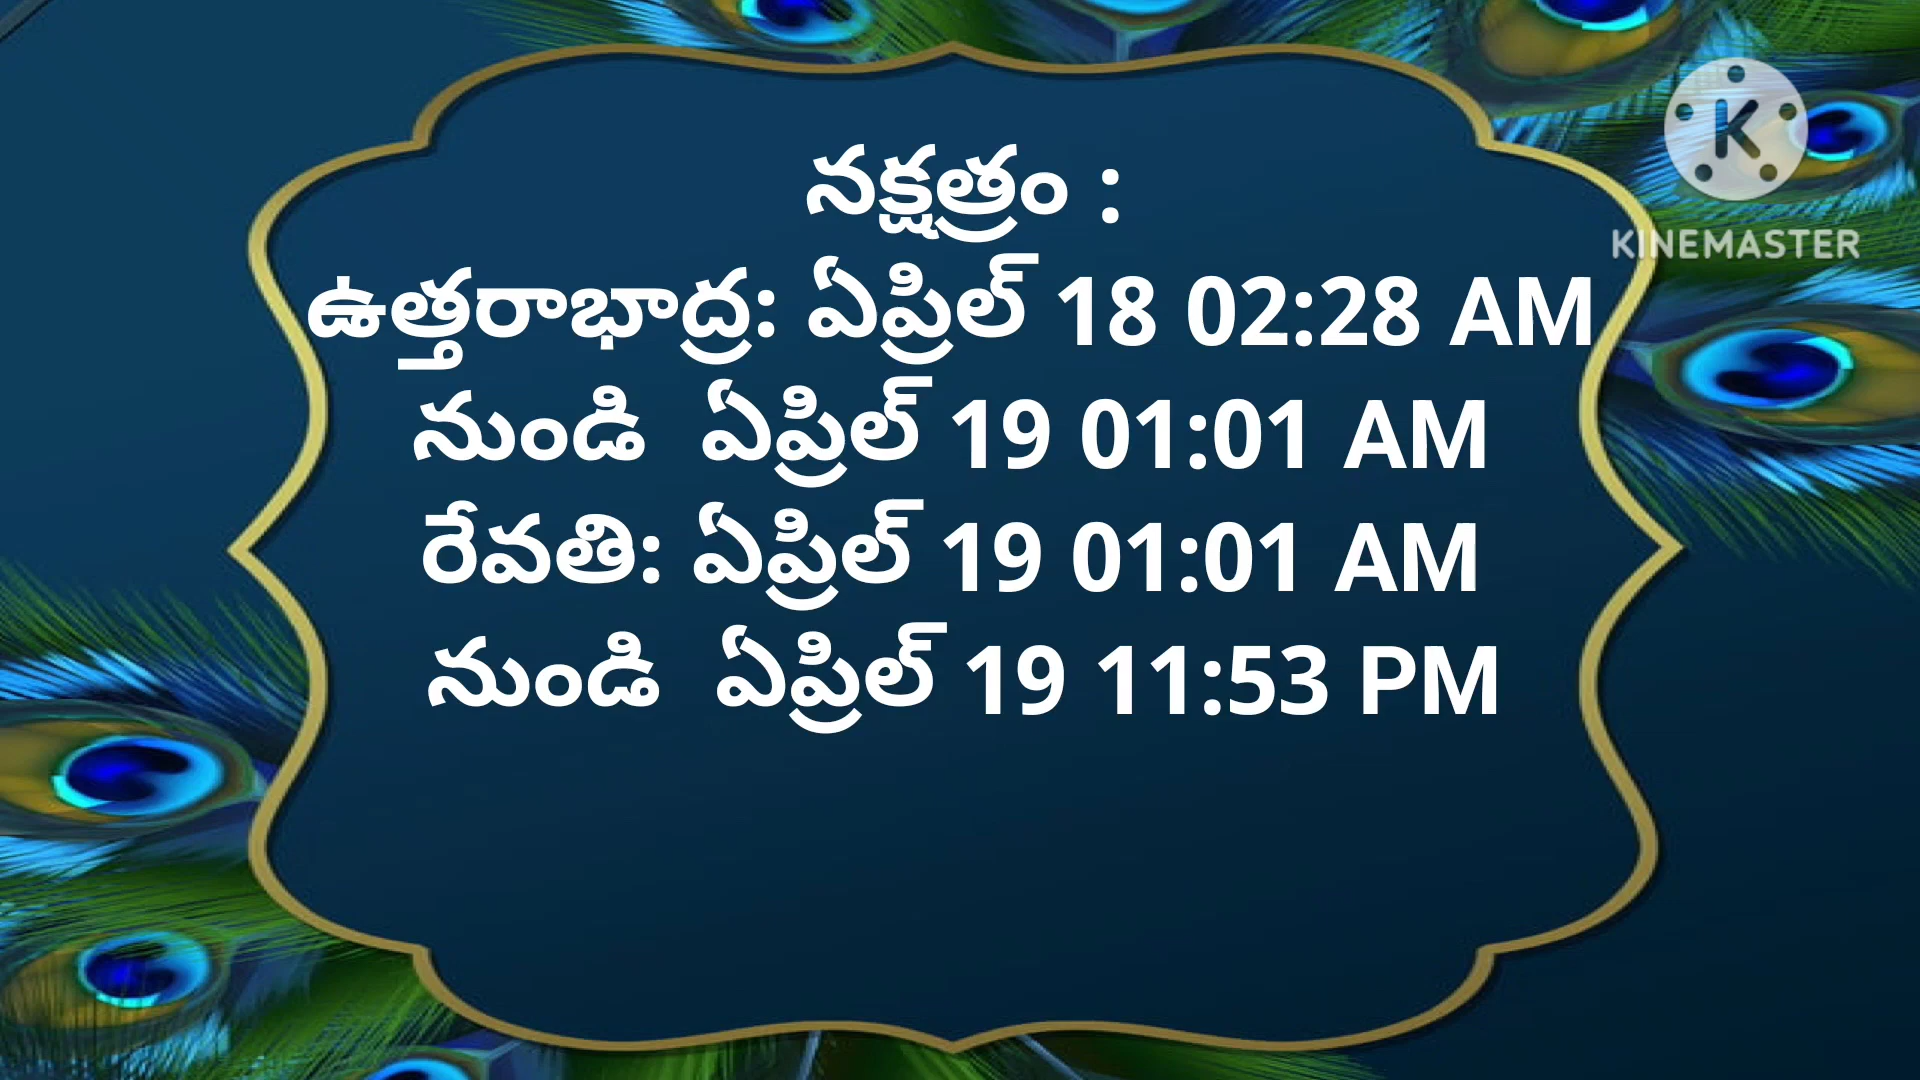 నక్షత్రం :
ఉత్తరాభాద్ర: ఏప్రిల్ 18 02:28 AM
నుండి  ఏప్రిల్ 19 01:01 AM
రేవతి: ఏప్రిల్ 19 01:01 AM
నుండి  ఏప్రిల్ 19 11:53 PM
K
KINEMASTER